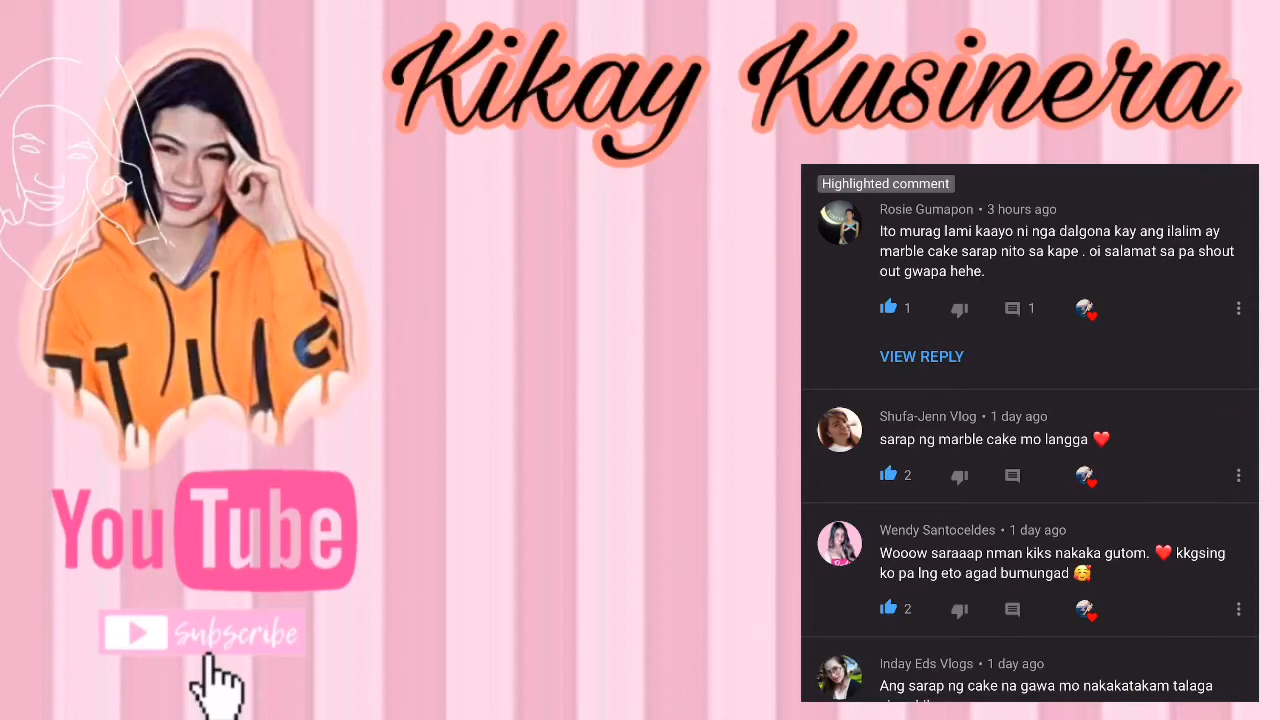 Kikay Kusinera
Highlighted comment
Rosie Gumapon • 3 hours ago
Ito murag lami kaayo ni nga dalgona kay ang ilalim ay
marble cake sarap nito sa kape . oi salamat sa pa shout
out gwapa hehe.
1
1
VIEW REPLY
Shufa-Jenn Vlog • 1 day ago
sarap ng marble cake mo langga ❤️
2
Wendy Santoceldes • 1 day ago
Wooow saraaap nman kiks nakaka gutom. ❤️ kkgsing
ko pa lng eto agad bumungad 🥰
2
Inday Eds Vlogs • 1 day ago
Ang sarap ng cake na gawa mo nakakatakam talaga
YouTube
Subscribe